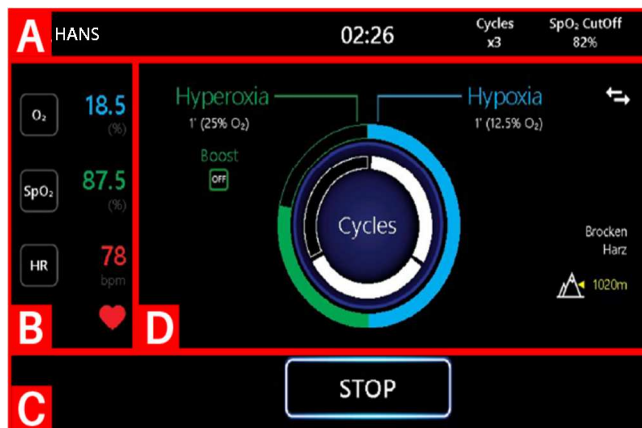 A HANS
02:26
Cycles
x3
SpO₂ CutOff
82%
O₂
18.5
(%)
SpO₂
87.5
(%)
HR
78
bpm
B
Hyperoxia
1' (25% O₂)
Boost
OFF
Hypoxia
1' (12.5% O₂)
Cycles
Brocken
Harz
1020m
D
C
STOP